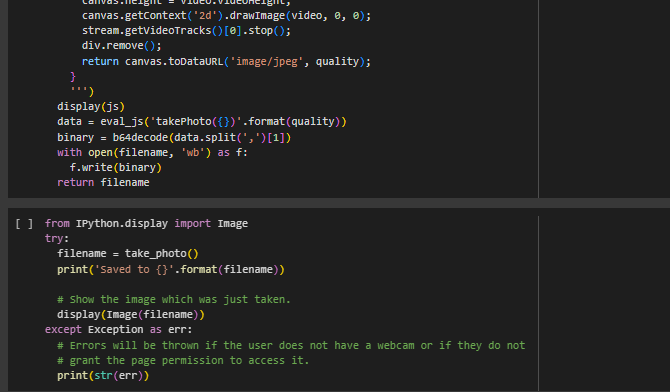 canvas.height = video.videoHeight;
canvas.getContext('2d').drawImage(video, 0, 0);
stream.getVideoTracks()[0].stop();
div.remove();
return canvas.toDataURL('image/jpeg', quality);
}
''')
display(js)
data = eval_js('takePhoto({})'.format(quality))
binary = b64decode(data.split(',')[1])
with open(filename, 'wb') as f:
f.write(binary)
return filename
[ ] from IPython.display import Image
try:
filename = take_photo()
print('Saved to {}'.format(filename))
# Show the image which was just taken.
display(Image(filename))
except Exception as err:
# Errors will be thrown if the user does not have a webcam or if they do not
# grant the page permission to access it.
print(str(err))